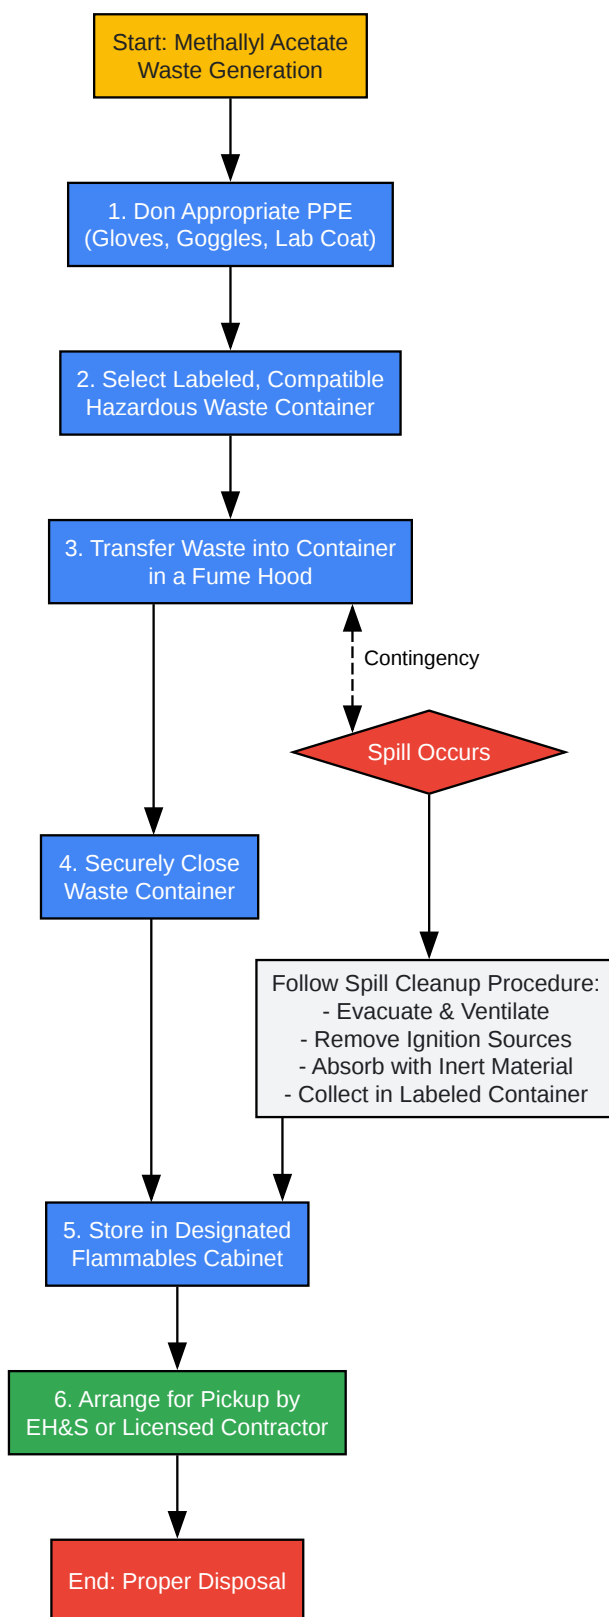 Start: Methallyl Acetate
Waste Generation
1. Don Appropriate PPE
(Gloves, Goggles, Lab Coat)
2. Select Labeled, Compatible
Hazardous Waste Container
3. Transfer Waste into Container
in a Fume Hood
Contingency
Spill Occurs
4. Securely Close
Waste Container
Follow Spill Cleanup Procedure:
- Evacuate & Ventilate
- Remove Ignition Sources
- Absorb with Inert Material
- Collect in Labeled Container
5. Store in Designated
Flammables Cabinet
6. Arrange for Pickup by
EH&S or Licensed Contractor
End: Proper Disposal